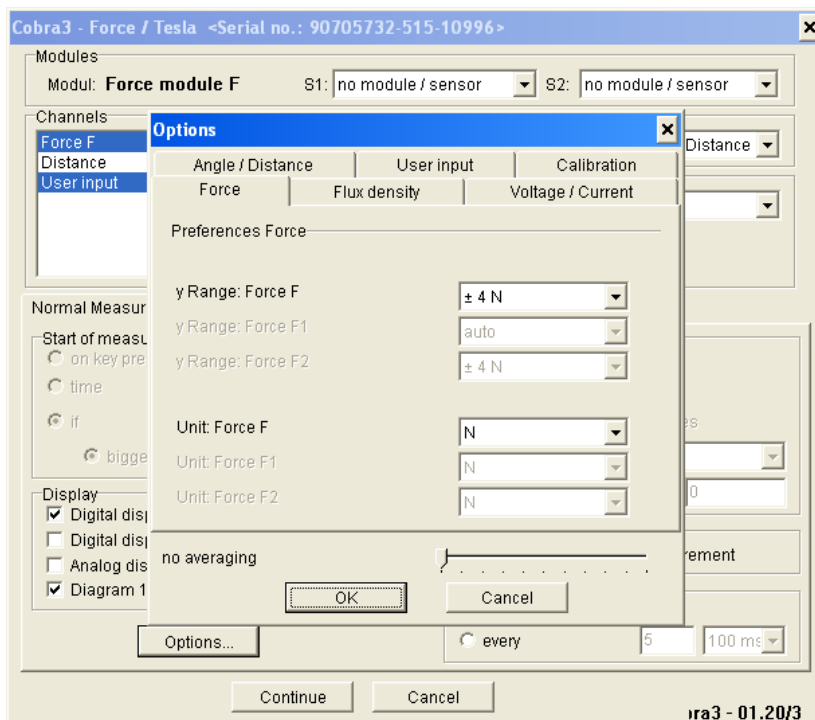 Cobra3 - Force / Tesla <Serial no.: 90705732-515-10996>
Modules
Modul: Force module F S1: no module / sensor S2: no module / sensor
Channels
Force F
Distance
User input
Distance
Options
Angle / Distance User input Calibration
Force Flux density Voltage / Current
Preferences Force
y Range: Force F ± 4 N
y Range: Force F1 auto
y Range: Force F2 ± 4 N
Unit: Force F N
Unit: Force F1 N
Unit: Force F2 N
no averaging
OK Cancel
Normal Measur
Start of measu
on key pre
time
if
bigge
es
0
Display
Digital disp
Digital disp
Analog dis
Diagram 1
rement
Options...
every 5 100 ms
Continue Cancel
ra3 - 01.20/3